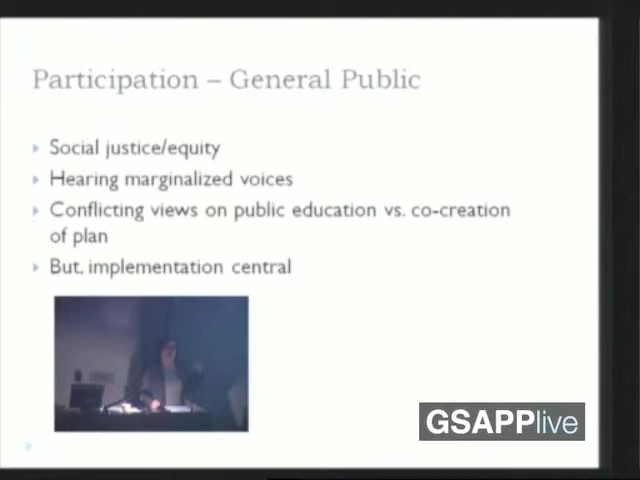 Participation – General Public
Social justice/equity
Hearing marginalized voices
Conflicting views on public education vs. co-creation
of plan
But, implementation central
GSAPPlive